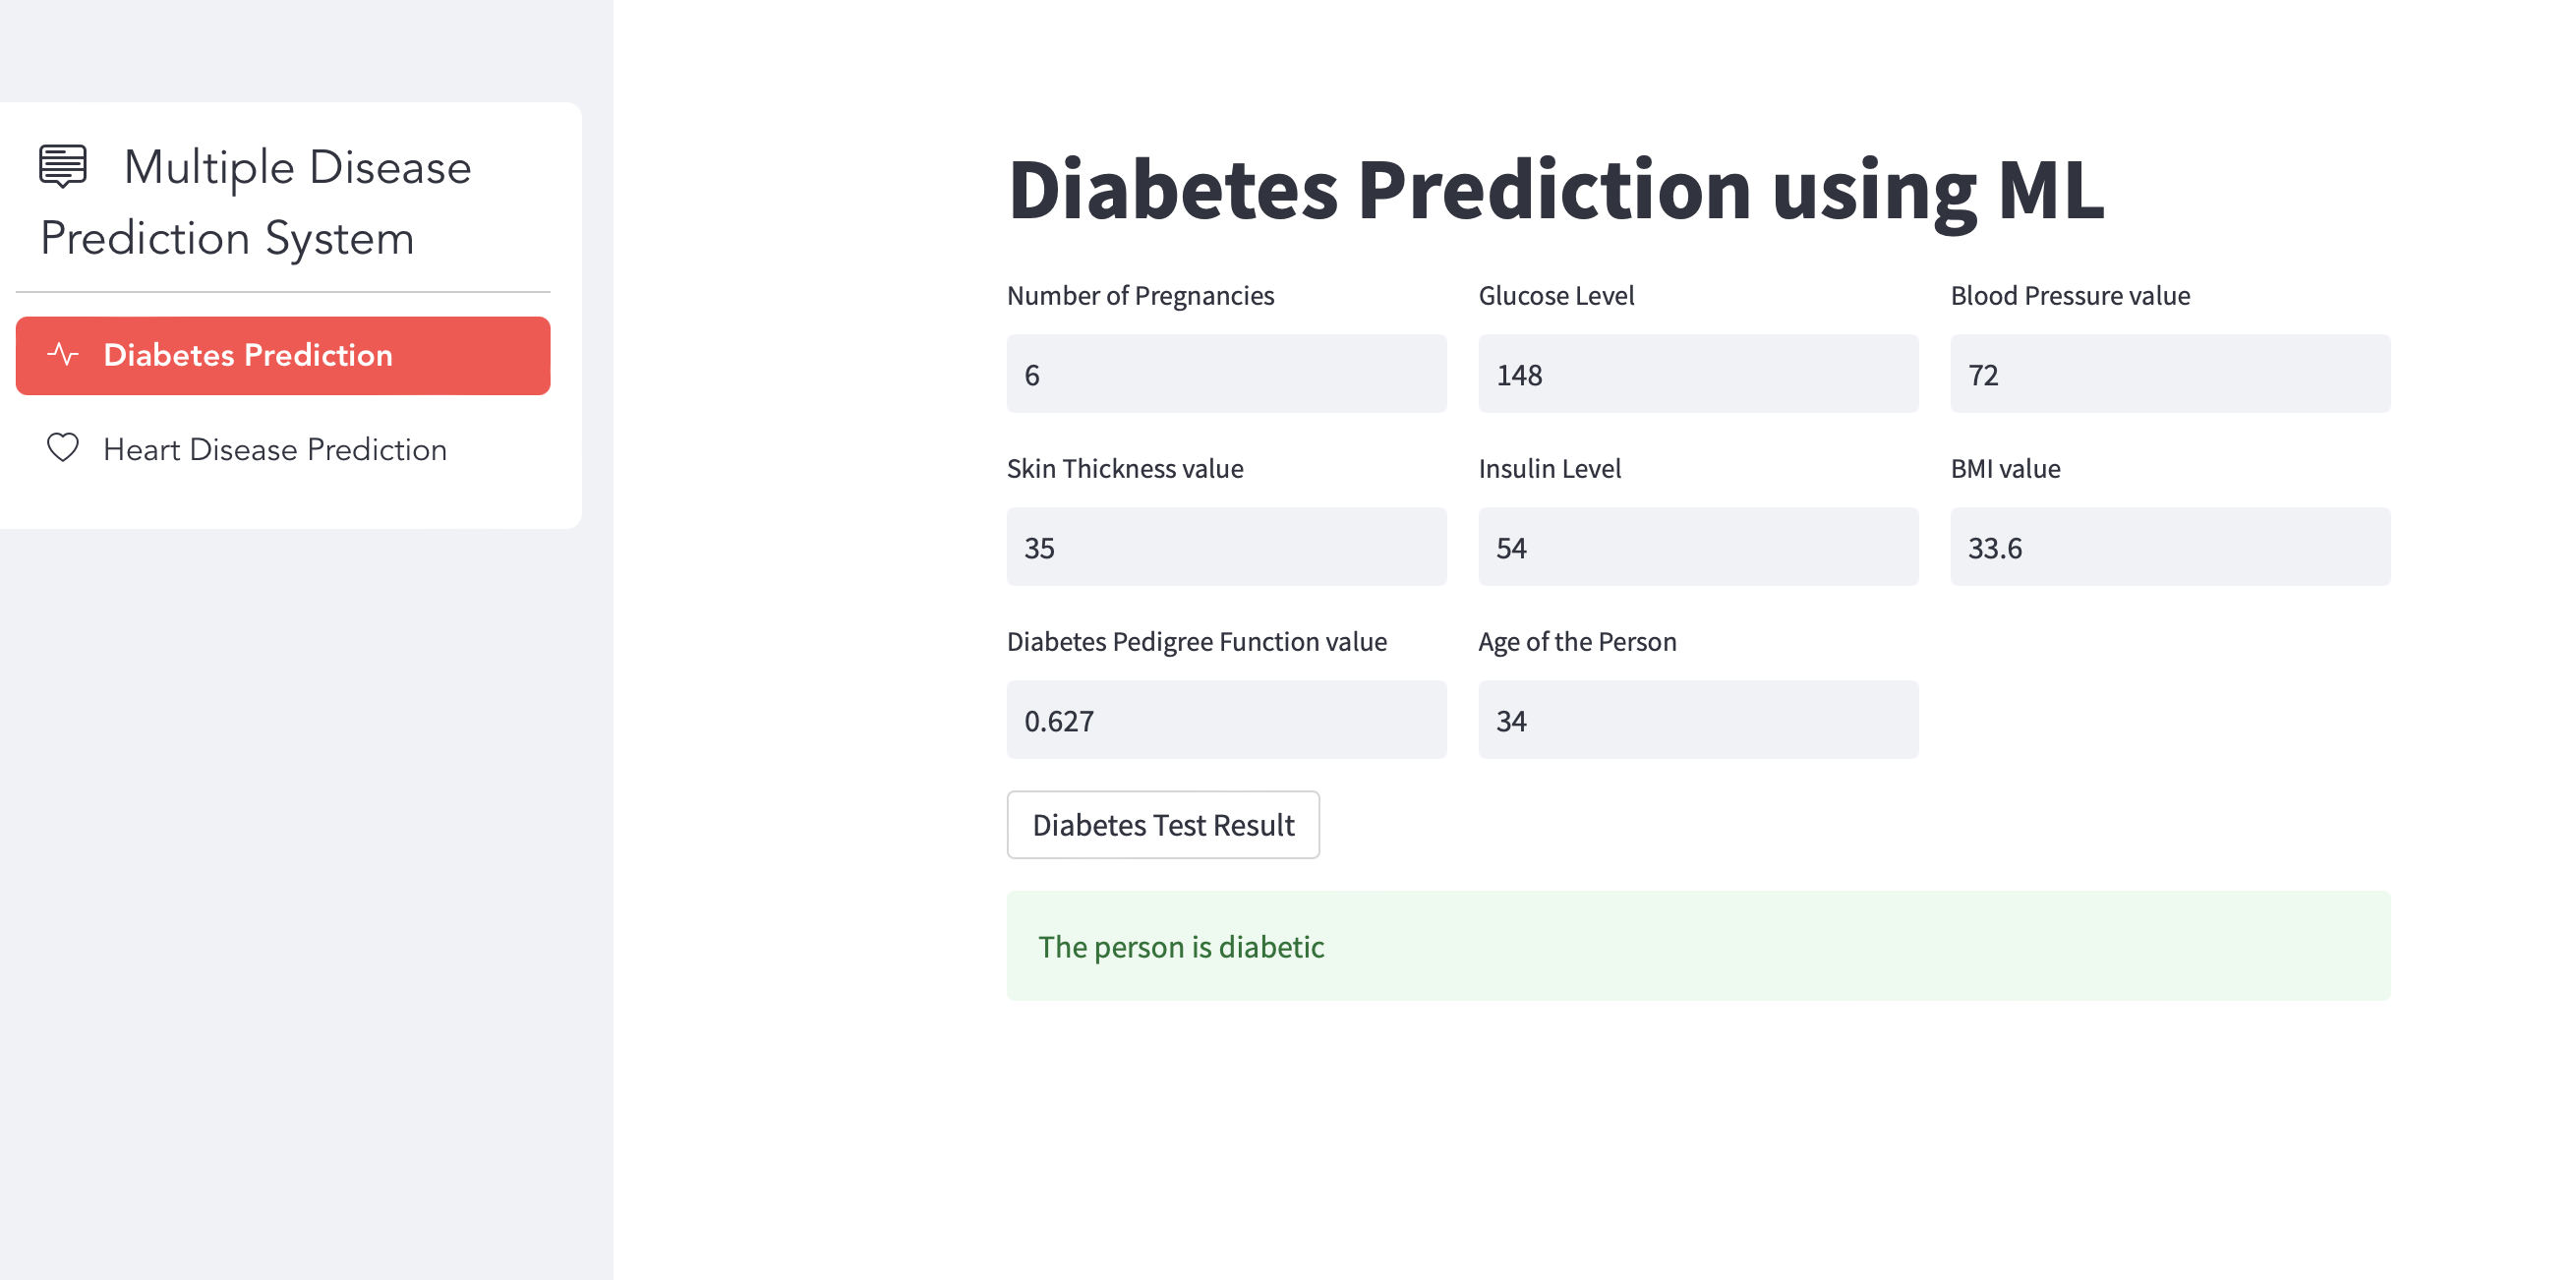 Multiple Disease
Prediction System
Diabetes Prediction
Heart Disease Prediction
Diabetes Prediction using ML
Number of Pregnancies
6
Glucose Level
148
Blood Pressure value
72
Skin Thickness value
35
Insulin Level
54
BMI value
33.6
Diabetes Pedigree Function value
0.627
Age of the Person
34
Diabetes Test Result
The person is diabetic